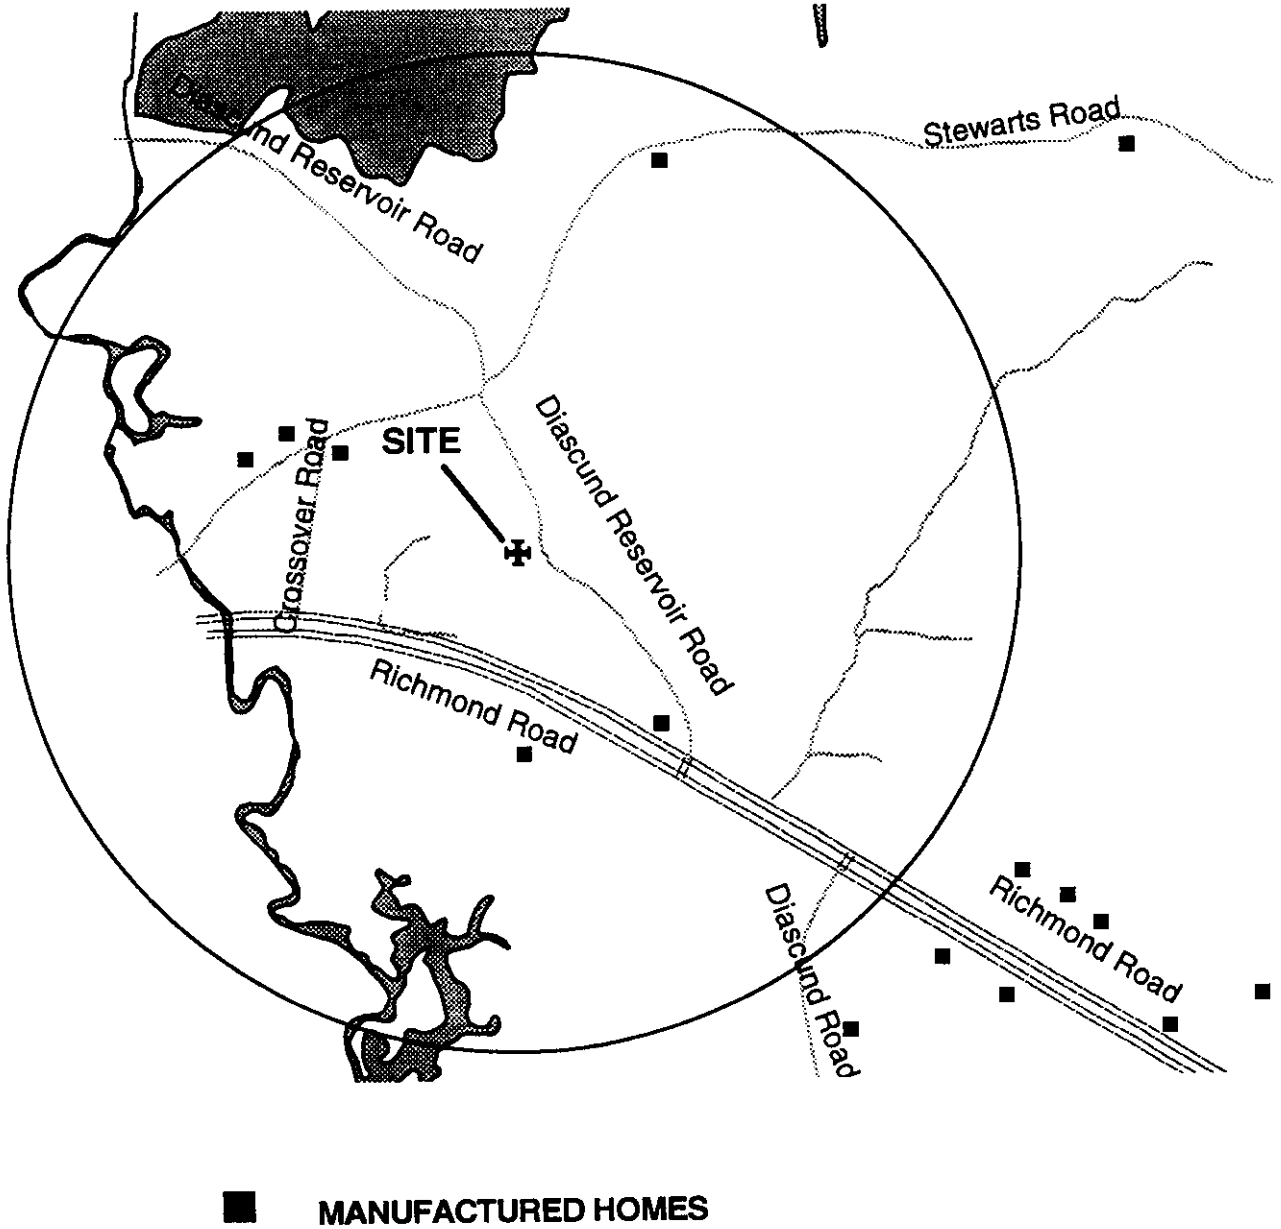 Stewarts Road
Diascund Reservoir Road
SITE
Diascund Reservoir Road
Crossover Road
Richmond Road
Richmond Road
Diascund Road
MANUFACTURED HOMES